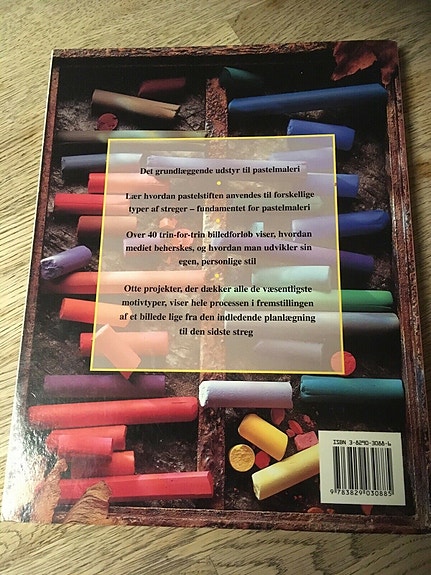 Det grundlæggende udstyr til pastelmaleri
Lær hvordan pastelstiften anvendes til forskellige
typer af streger – fundamentet for pastelmaleri
Over 40 trin-for-trin billedforløb viser, hvordan
mediet beherskes, og hvordan man udvikler sin
egen, personlige stil
Otte projekter, der dækker alle de væsentligste
motivtyper, viser hele processen i fremstillingen
af et billede lige fra den indledende planlægning
til den sidste streg
ISBN 3-8290-3088-6
9 783829 030885